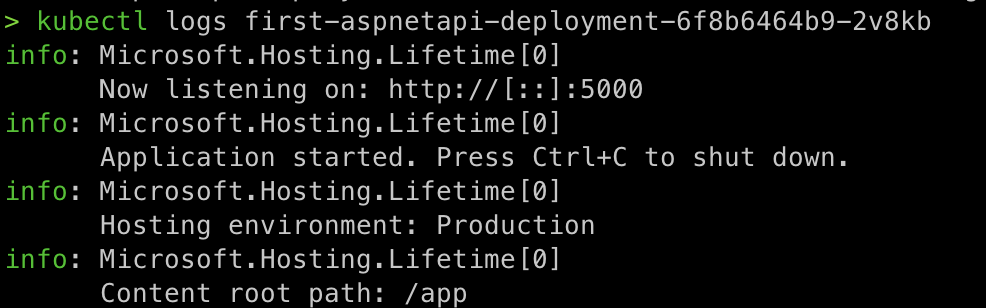 > kubectl logs first-aspnetapi-deployment-6f8b6464b9-2v8kb
info: Microsoft.Hosting.Lifetime[0]
Now listening on: http://[::]:5000
info: Microsoft.Hosting.Lifetime[0]
Application started. Press Ctrl+C to shut down.
info: Microsoft.Hosting.Lifetime[0]
Hosting environment: Production
info: Microsoft.Hosting.Lifetime[0]
Content root path: /app